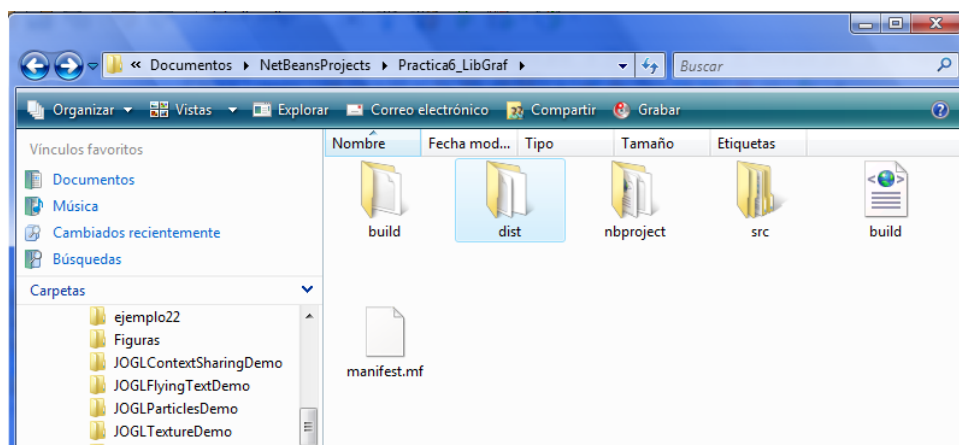 « Documentos ▸ NetBeansProjects ▸ Practica6_LibGraf ▸
Buscar
Organizar Vistas Explorar Correo electrónico Compartir Grabar
Vínculos favoritos
Documentos
Música
Cambiados recientemente
Búsquedas
Carpetas
ejemplo22
Figuras
JOGLContextSharingDemo
JOGLFlyingTextDemo
JOGLParticlesDemo
JOGLTextureDemo
Nombre Fecha mod... Tipo Tamaño Etiquetas
build dist nbproject src build
manifest.mf